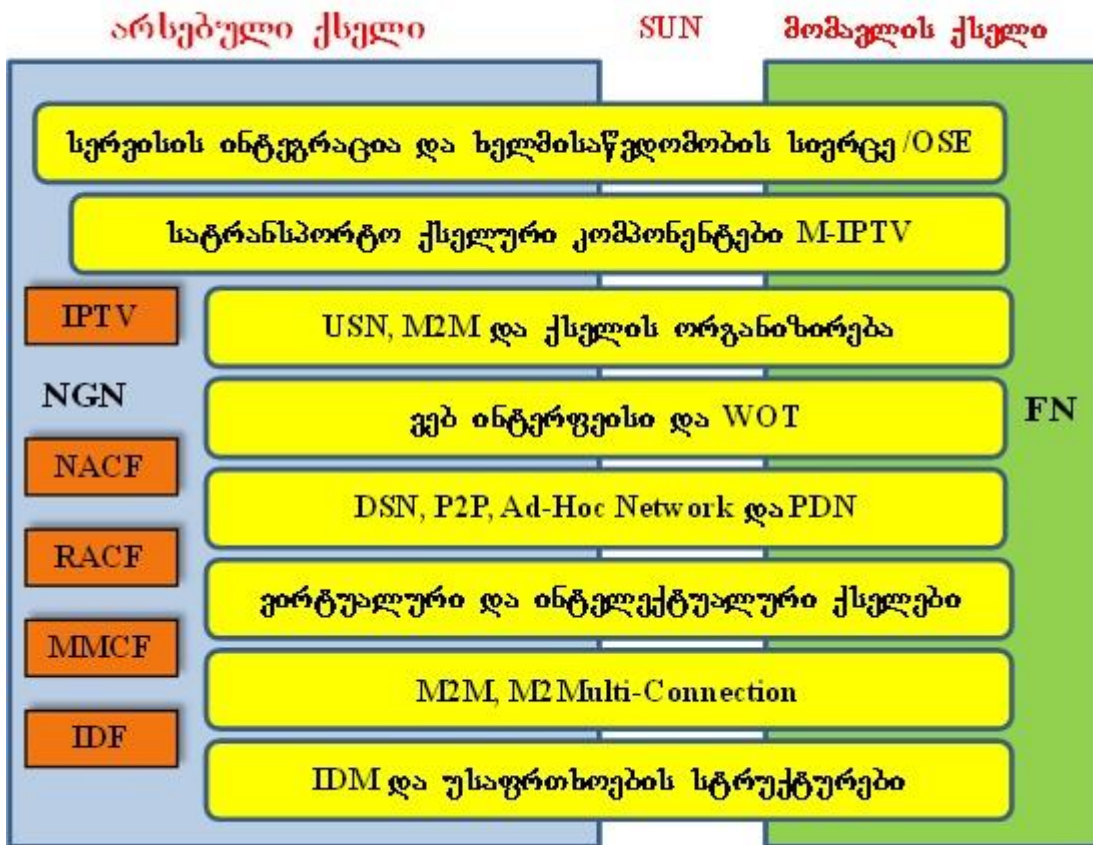 არსებული ქსელი
SUN
მომავლის ქსელი
სერვისის ინტეგრაცია და ხელმისაწვდომობის სივრცე /OSE
სატრანსპორტო ქსელური კომპონენტები M-IPTV
IPTV
USN, M2M და ქსელის ორგანიზირება
NGN
ვებ ინტერფეისი და WOT
FN
NACF
DSN, P2P, Ad-Hoc Network და PDN
RACF
ვირტუალური და ინტელექტუალური ქსელები
MMCF
M2M, M2Multi-Connection
IDF
IDM და უსაფრთხოების სტრუქტურები